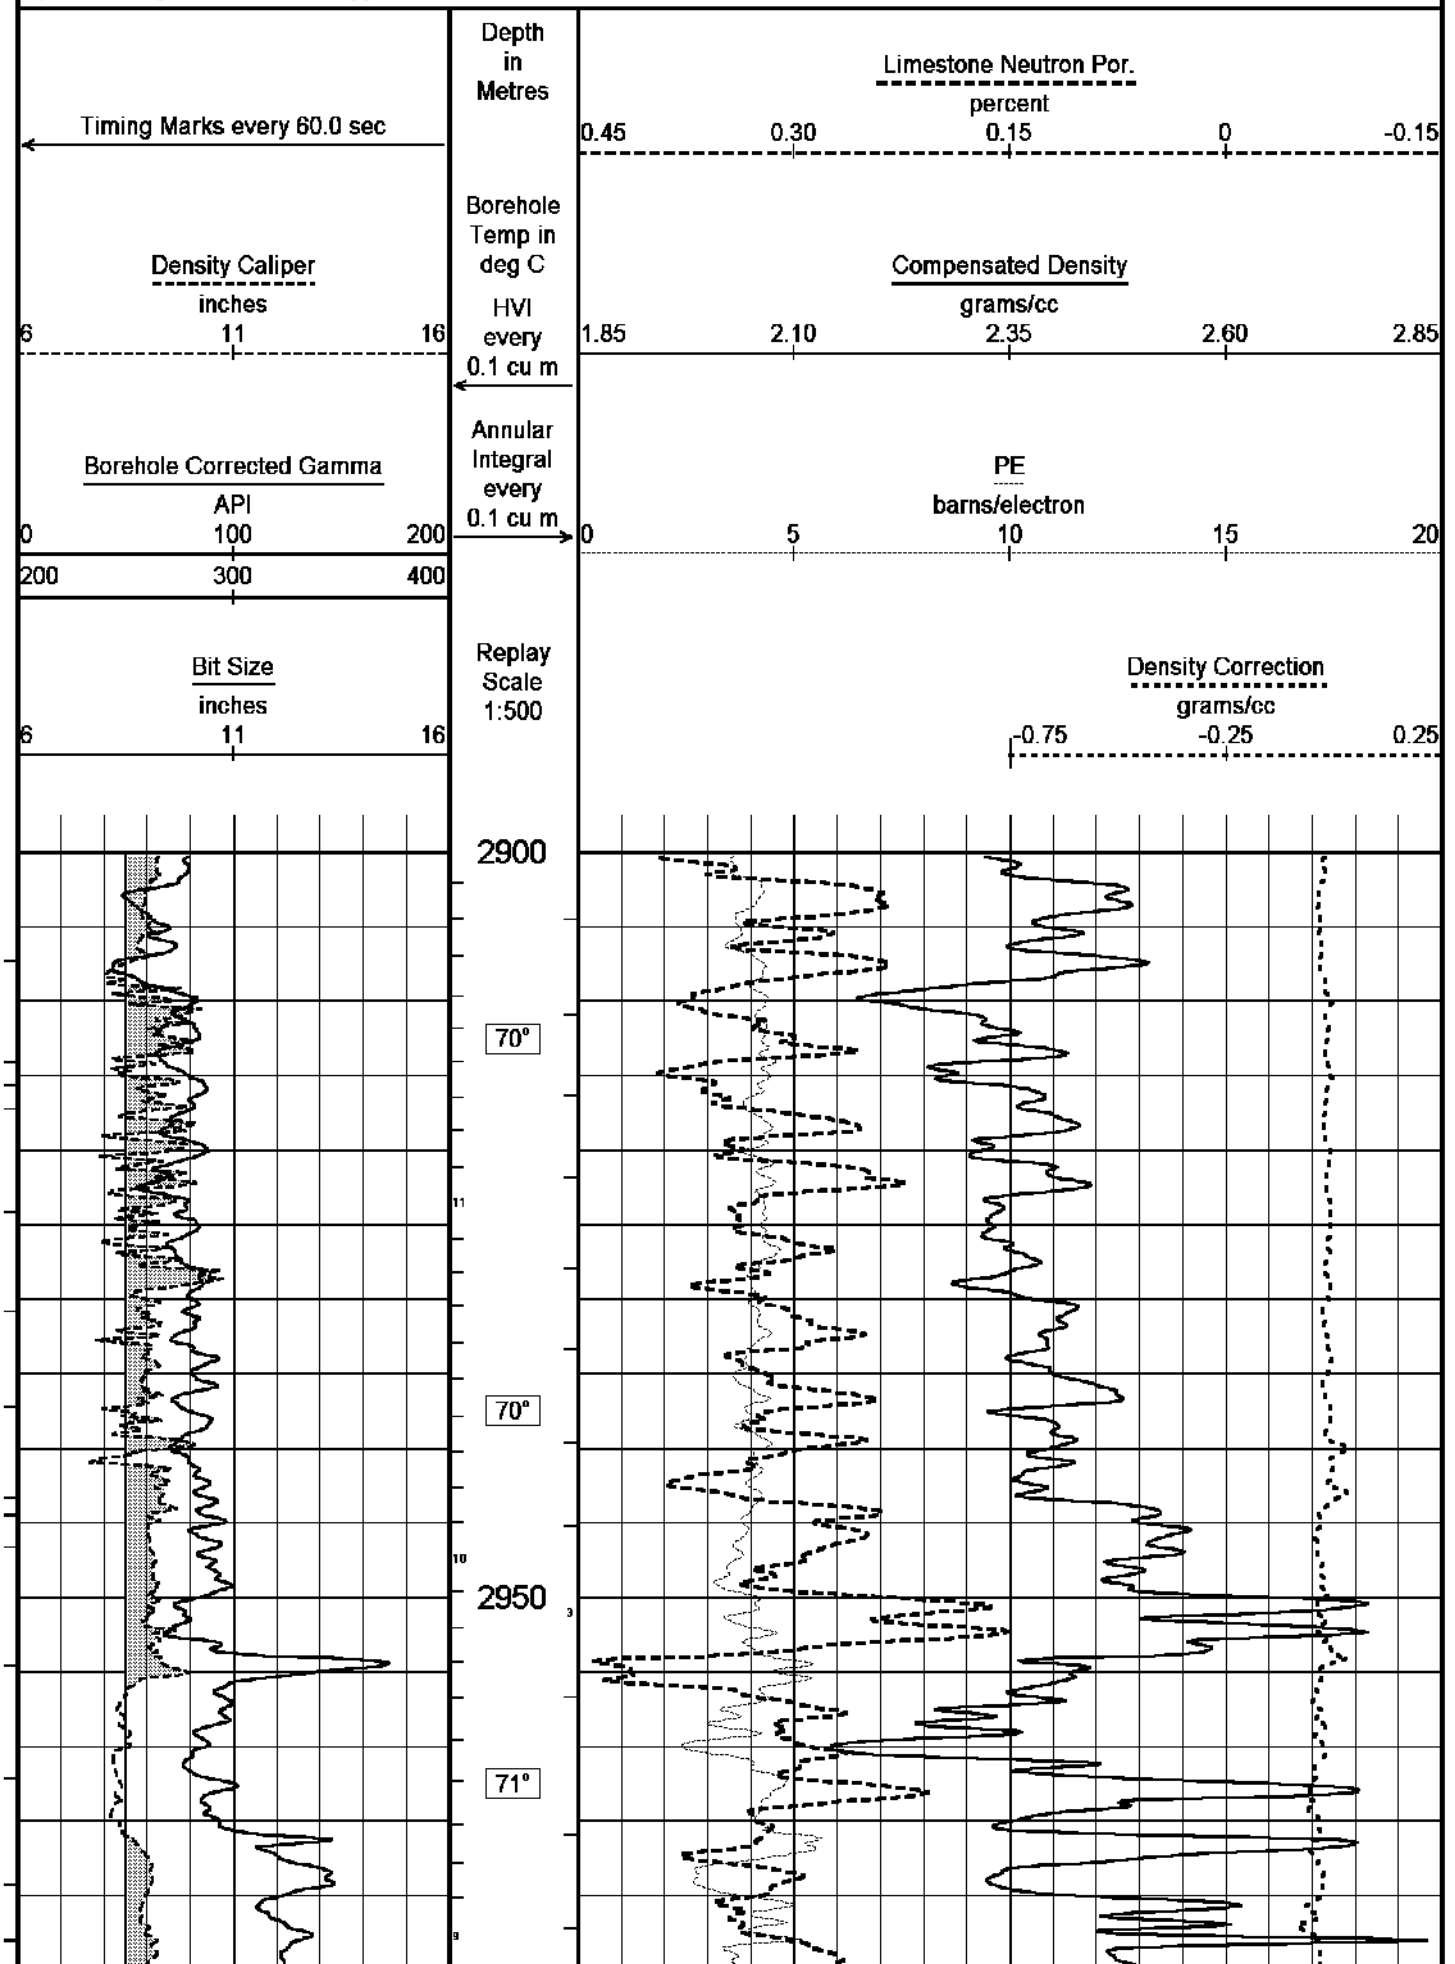 Depth
in
Metres
Limestone Neutron Por.
percent
0.45 0.30 0.15 0 -0.15
Timing Marks every 60.0 sec
Borehole
Temp in
deg C
HVI
every
0.1 cu m
Density Caliper
inches
6 11 16
Compensated Density
grams/cc
1.85 2.10 2.35 2.60 2.85
Annular
Integral
every
0.1 cu m
Borehole Corrected Gamma
API
0 100 200
200 300 400
PE
barns/electron
0 5 10 15 20
Replay
Scale
1:500
Bit Size
inches
6 11 16
Density Correction
grams/cc
-0.75 -0.25 0.25
2900
70°
11
70°
10
2950
3
71°
9